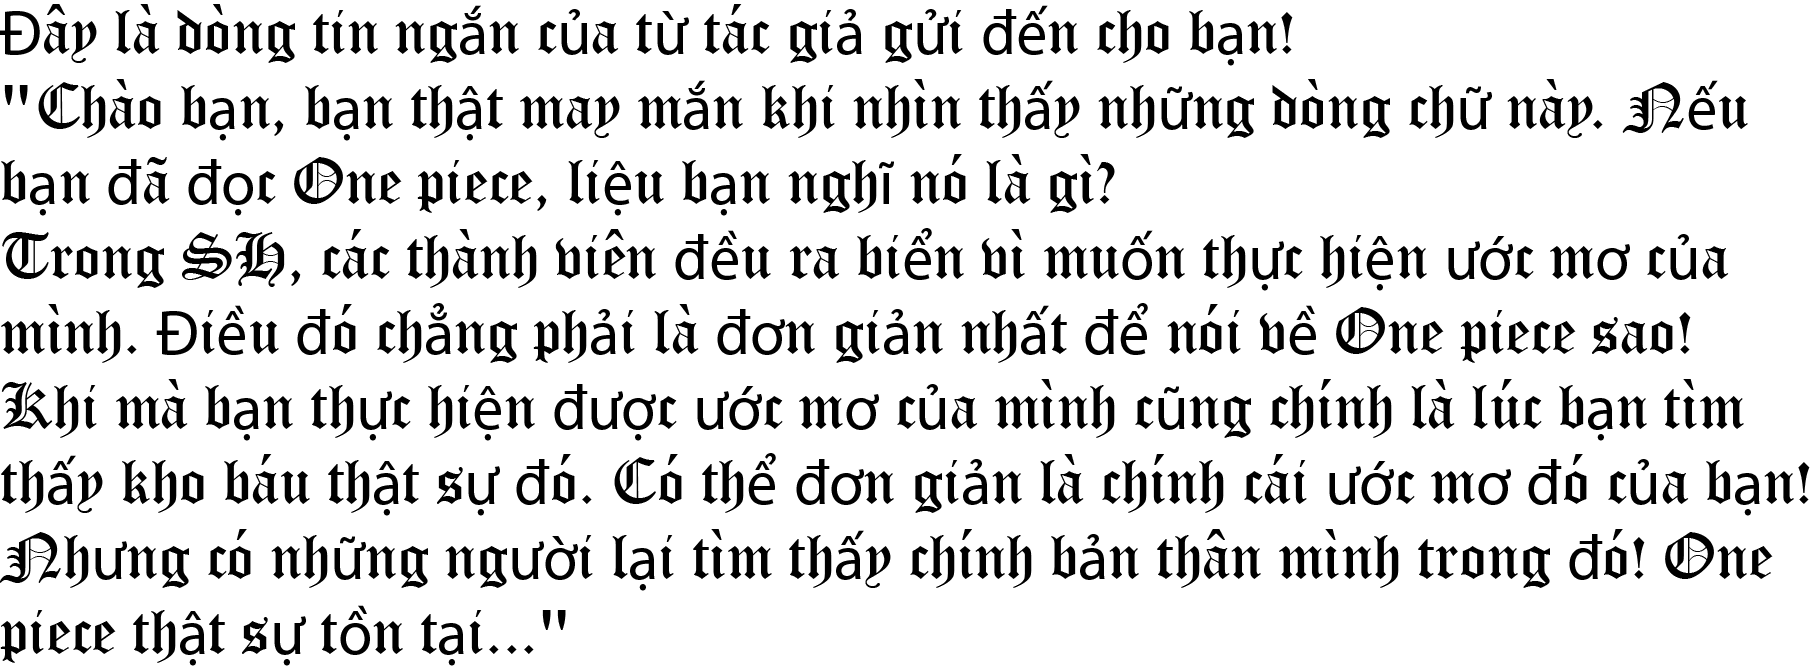 Đây là dòng tin ngắn của từ tác giả gửi đến cho bạn!
"Chào bạn, bạn thật may mắn khi nhìn thấy những dòng chữ này. Nếu
bạn đã đọc One piece, liệu bạn nghĩ nó là gì?
Trong SH, các thành viên đều ra biển vì muốn thực hiện ước mơ của
mình. Điều đó chẳng phải là đơn giản nhất để nói về One piece sao!
Khi mà bạn thực hiện được ước mơ của mình cũng chính là lúc bạn tìm
thấy kho báu thật sự đó. Có thể đơn giản là chính cái ước mơ đó của bạn!
Nhưng có những người lại tìm thấy chính bản thân mình trong đó! One
piece thật sự tồn tại..."